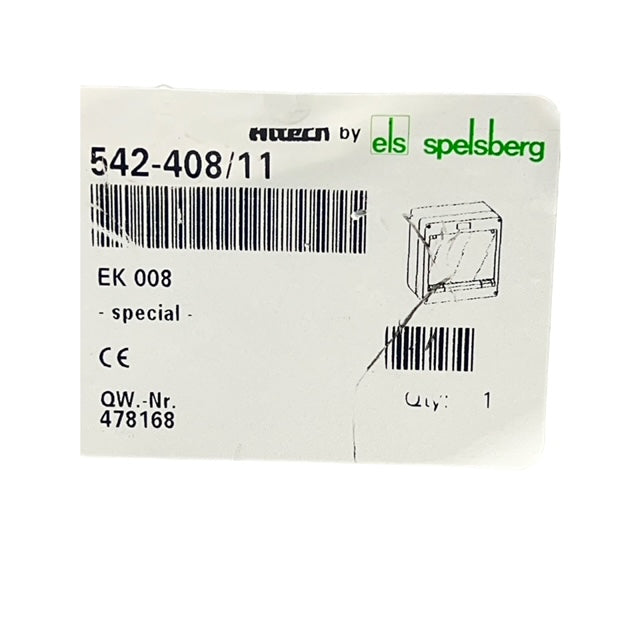 Altech by els spelsberg
542-408/11
EK 008
- special -
CE
QW.-Nr.
478168
Qty: 1